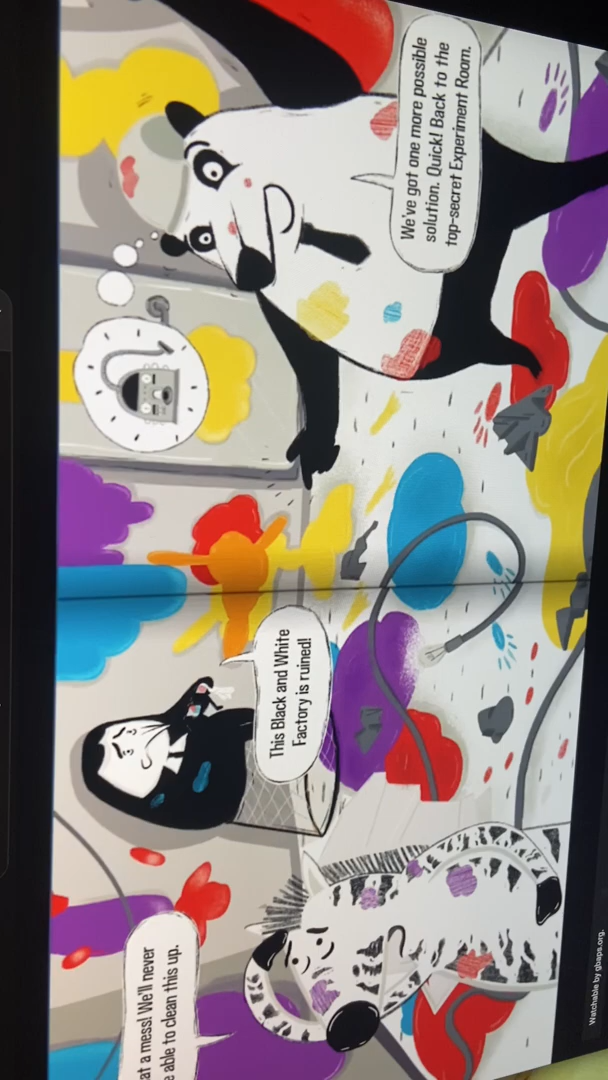 at a mess! We'll never
able to clean this up.
This Black and White
Factory is ruined!
We've got one more possible
solution. Quick! Back to the
top-secret Experiment Room.
Watchable by gbaps.org.